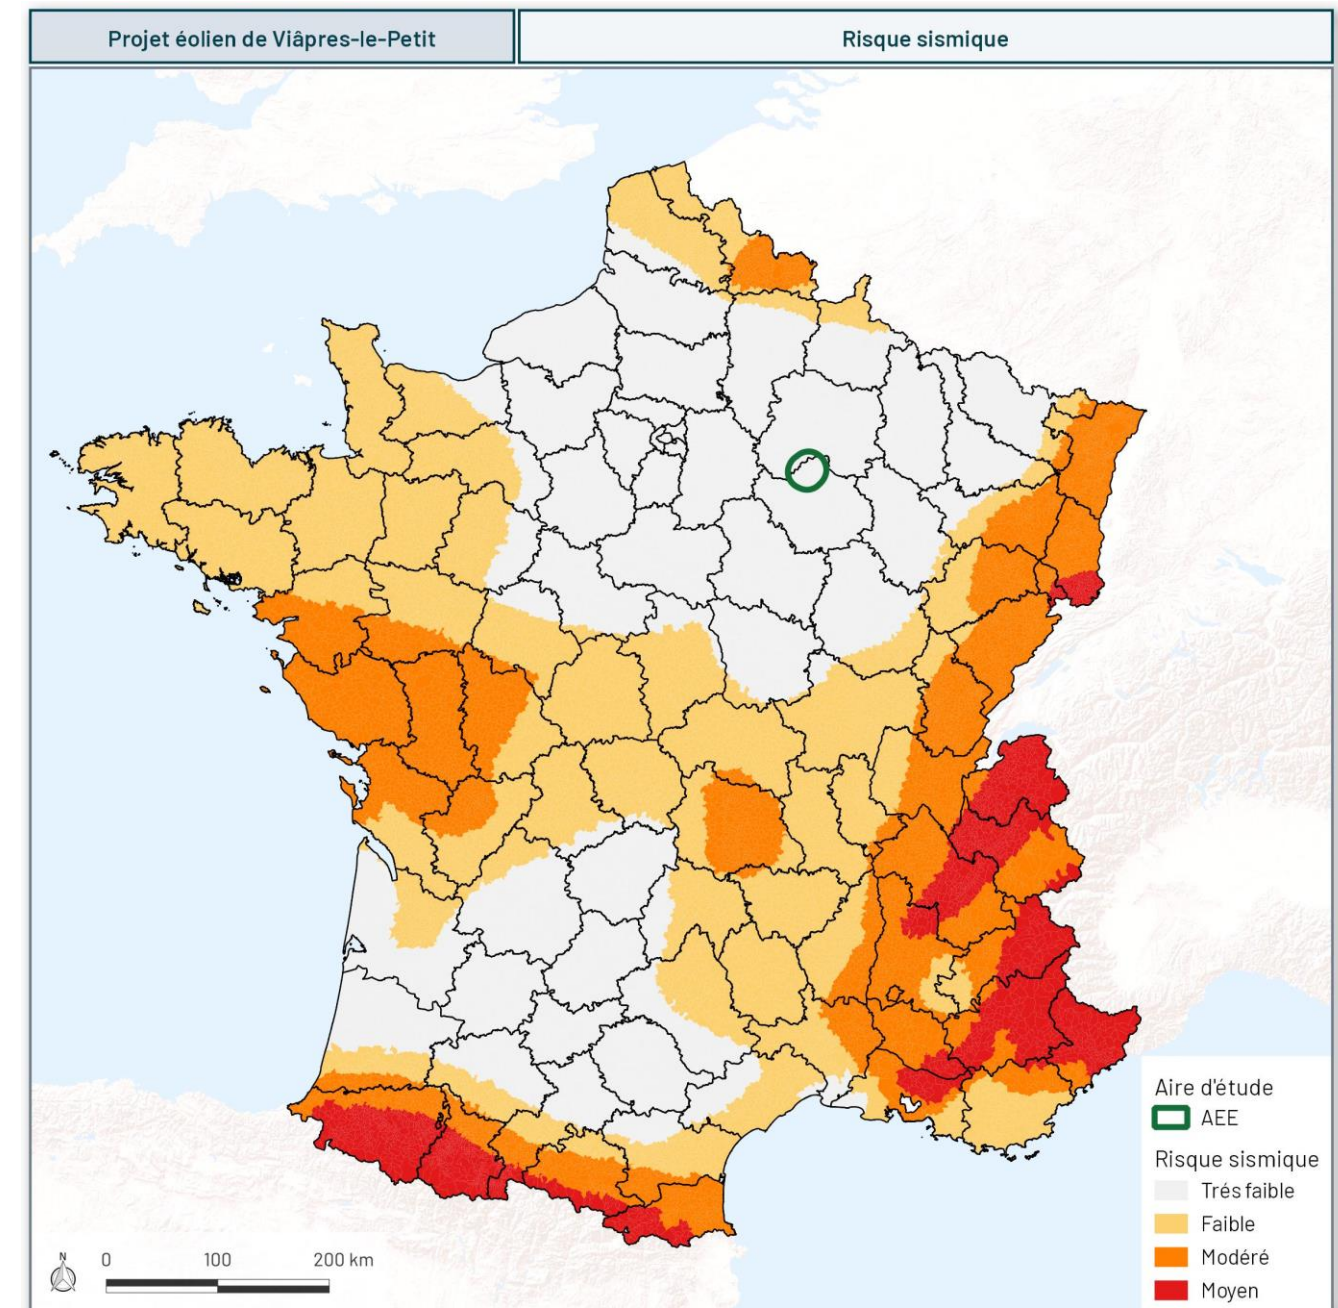 Projet éolien de Viâpres-le-Petit
Risque sismique
Aire d'étude
AEE
Risque sismique
Trés faible
Faible
Modéré
Moyen
N
0 100 200 km